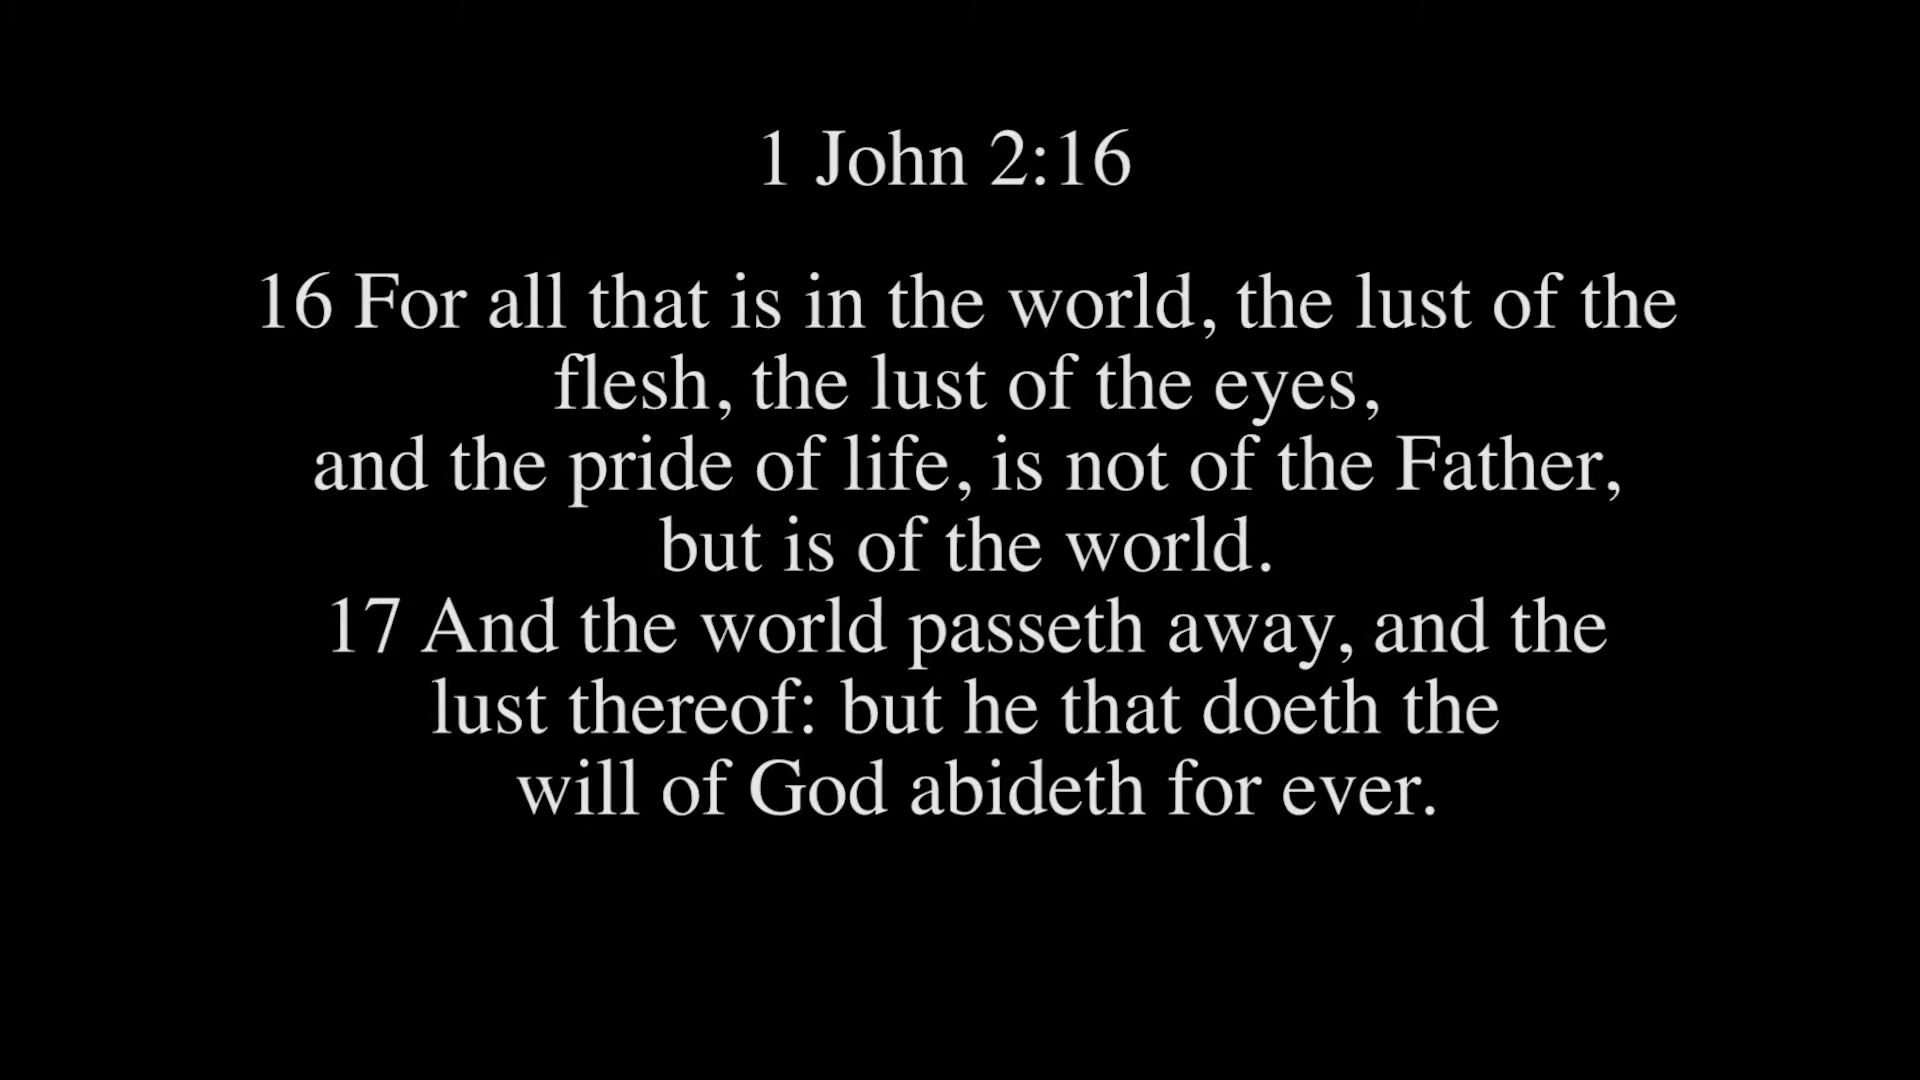 1 John 2:16
16 For all that is in the world, the lust of the
flesh, the lust of the eyes,
and the pride of life, is not of the Father,
but is of the world.
17 And the world passeth away, and the
lust thereof: but he that doeth the
will of God abideth for ever.